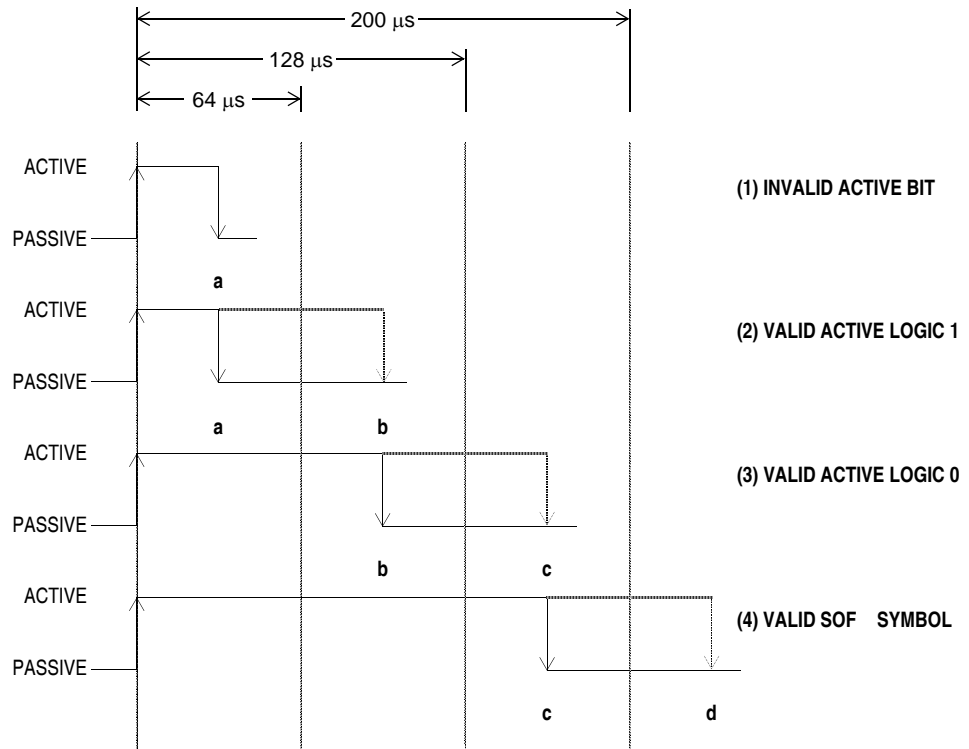 200 μs
128 μs
64 μs
ACTIVE
(1) INVALID ACTIVE BIT
PASSIVE
a
ACTIVE
(2) VALID ACTIVE LOGIC 1
PASSIVE
a b
ACTIVE
(3) VALID ACTIVE LOGIC 0
PASSIVE
b c
ACTIVE
(4) VALID SOF SYMBOL
PASSIVE
c d